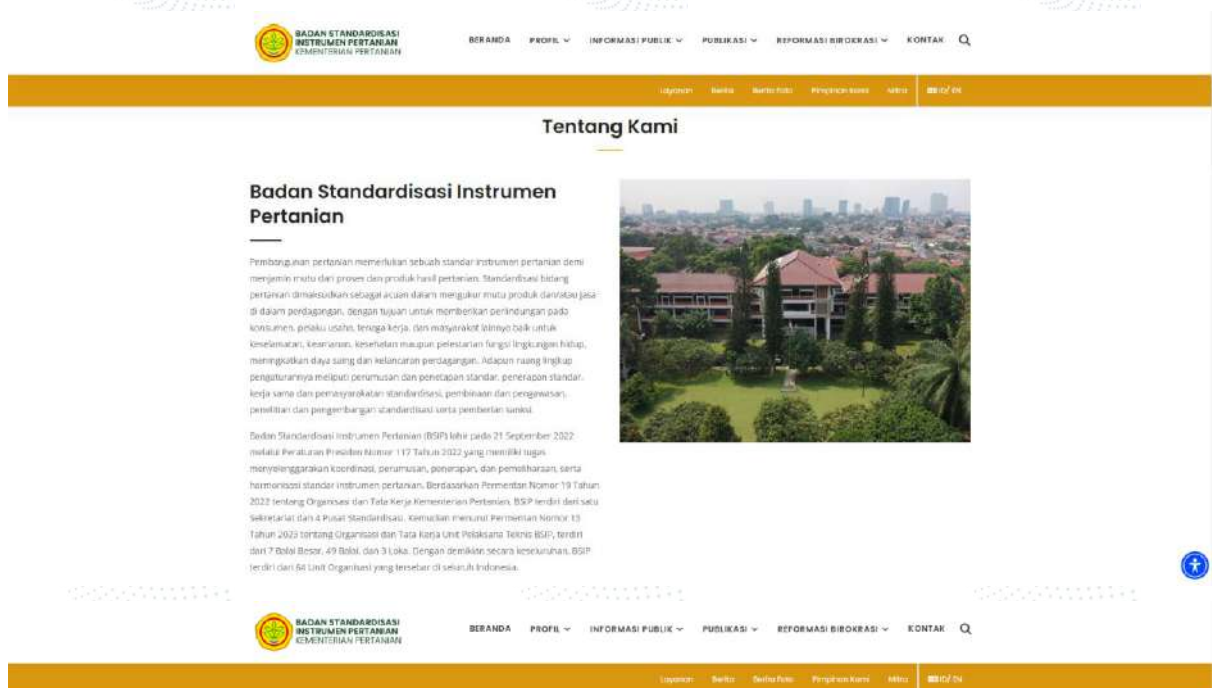 BADAN STANDARDISASI
INSTRUMEN PERTANIAN
KEMENTERIAN PERTANIAN
BERANDA PROFIL INFORMASI PUBLIK PUBLIKASI REFORMASI BIROKRASI KONTAK
Layanan Berita Berita Foto Pimpinan Kami Mitra ID/ EN
Tentang Kami
Badan Standardisasi Instrumen
Pertanian
Pembangunan pertanian memerlukan sebuah standar instrumen pertanian demi
menjamin mutu dari proses dan produk hasil pertanian. Standardisasi bidang
pertanian dimaksudkan sebagai acuan dalam mengukur mutu produk dan/atau jasa
di dalam perdagangan, dengan tujuan untuk memberikan perlindungan pada
konsumen, pelaku usaha, tenaga kerja, dan masyarakat lainnya baik untuk
keselamatan, keamanan, kesehatan maupun pelestarian fungsi lingkungan hidup,
meningkatkan daya saing dan kelancaran perdagangan. Adapun ruang lingkup
pengaturannya meliputi perumusan dan penetapan standar, penerapan standar,
kerja sama dan pemasyarakatan standardisasi, pembinaan dan pengawasan,
penelitian dan pengembangan standardisasi serta pemberian sanksi.
Badan Standardisasi Instrumen Pertanian (BSIP) lahir pada 21 September 2022
melalui Peraturan Presiden Nomor 117 Tahun 2022 yang memiliki tugas
menyelenggarakan koordinasi, perumusan, penerapan, dan pemeliharaan, serta
harmonisasi standar instrumen pertanian. Berdasarkan Permentan Nomor 19 Tahun
2022 tentang Organisasi dan Tata Kerja Kementerian Pertanian, BSIP terdiri dari satu
Sekretariat dan 4 Pusat Standardisasi. Kemudian menurut Permentan Nomor 13
Tahun 2023 tentang Organisasi dan Tata Kerja Unit Pelaksana Teknis BSIP, terdiri
dari 7 Balai Besar, 49 Balai, dan 3 Loka. Dengan demikian secara keseluruhan, BSIP
terdiri dari 64 Unit Organisasi yang tersebar di seluruh Indonesia.
BADAN STANDARDISASI
INSTRUMEN PERTANIAN
KEMENTERIAN PERTANIAN
BERANDA PROFIL INFORMASI PUBLIK PUBLIKASI REFORMASI BIROKRASI KONTAK
Layanan Berita Berita Foto Pimpinan Kami Mitra ID/ EN